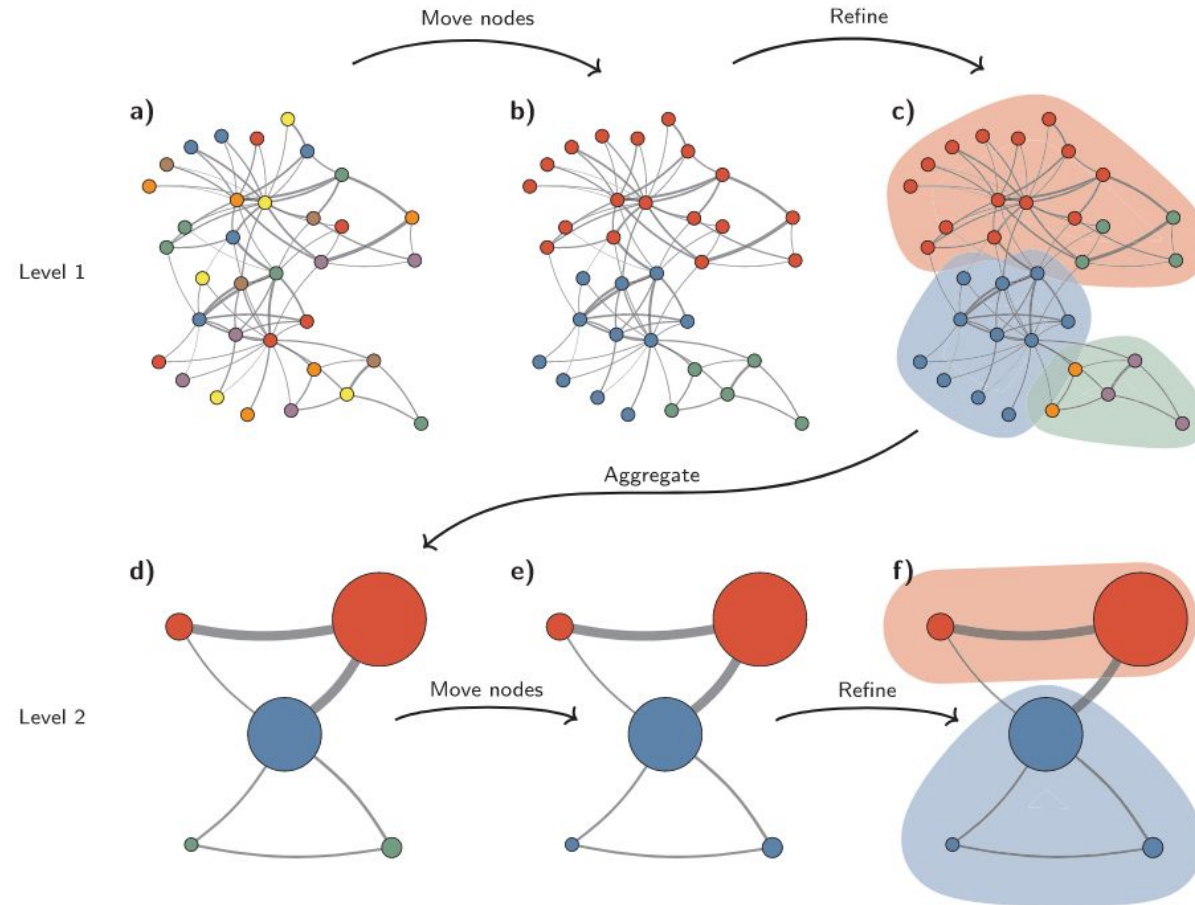 Move nodes
Refine
a)
b)
c)
Level 1
Aggregate
d)
e)
f)
Move nodes
Refine
Level 2